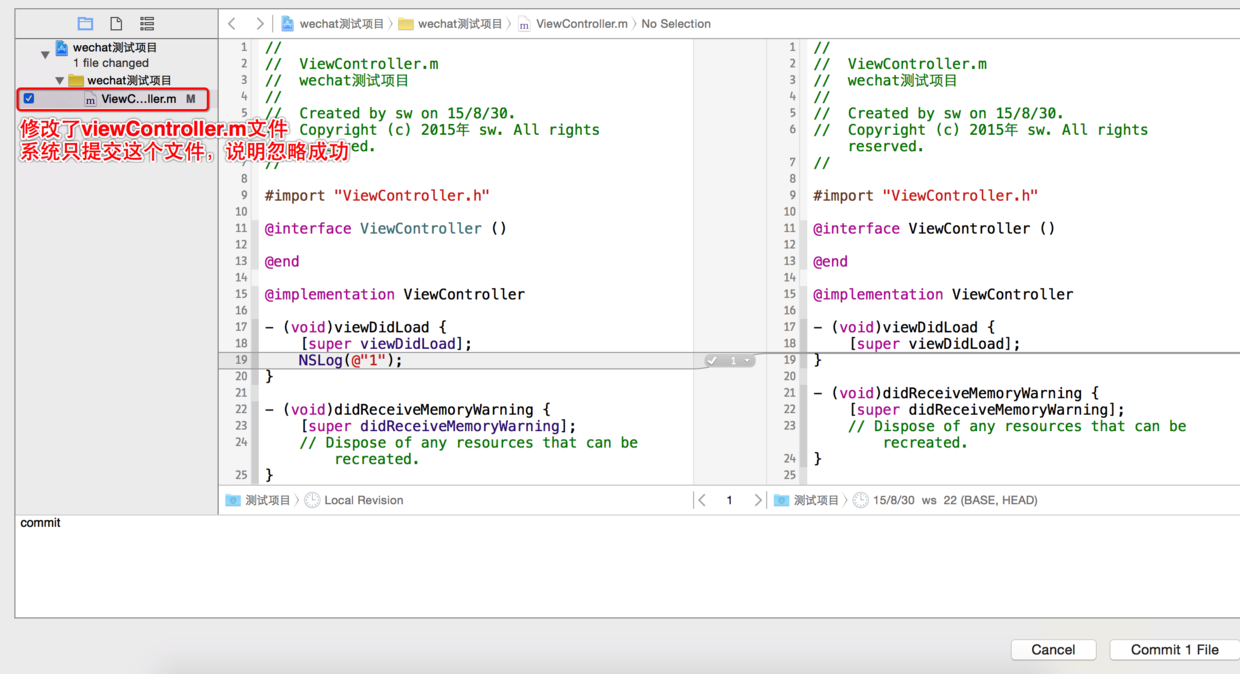 wechat测试项目 〉 wechat测试项目 〉 ViewController.m 〉 No Selection
wechat测试项目
1 file changed
wechat测试项目
ViewC...ller.m M
修改了viewController.m文件
系统只提交这个文件，说明忽略成功
1 //
2 // ViewController.m
3 // wechat测试项目
4 //
5 // Created by sw on 15/8/30.
Copyright (c) 2015年 sw. All rights
ed.
7 //
8
9 #import "ViewController.h"
10
11 @interface ViewController ()
12
13 @end
14
15 @implementation ViewController
16
17 - (void)viewDidLoad {
18 [super viewDidLoad];
19 NSLog(@"1");
20 }
21
22 - (void)didReceiveMemoryWarning {
23 [super didReceiveMemoryWarning];
24 // Dispose of any resources that can be
recreated.
25 }
1
1 //
2 // ViewController.m
3 // wechat测试项目
4 //
5 // Created by sw on 15/8/30.
6 // Copyright (c) 2015年 sw. All rights
reserved.
7 //
8
9 #import "ViewController.h"
10
11 @interface ViewController ()
12
13 @end
14
15 @implementation ViewController
16
17 - (void)viewDidLoad {
18 [super viewDidLoad];
19 }
20
21 - (void)didReceiveMemoryWarning {
22 [super didReceiveMemoryWarning];
23 // Dispose of any resources that can be
recreated.
24 }
25
测试项目 〉 Local Revision
1
测试项目 〉 15/8/30 ws 22 (BASE, HEAD)
commit
Cancel
Commit 1 File